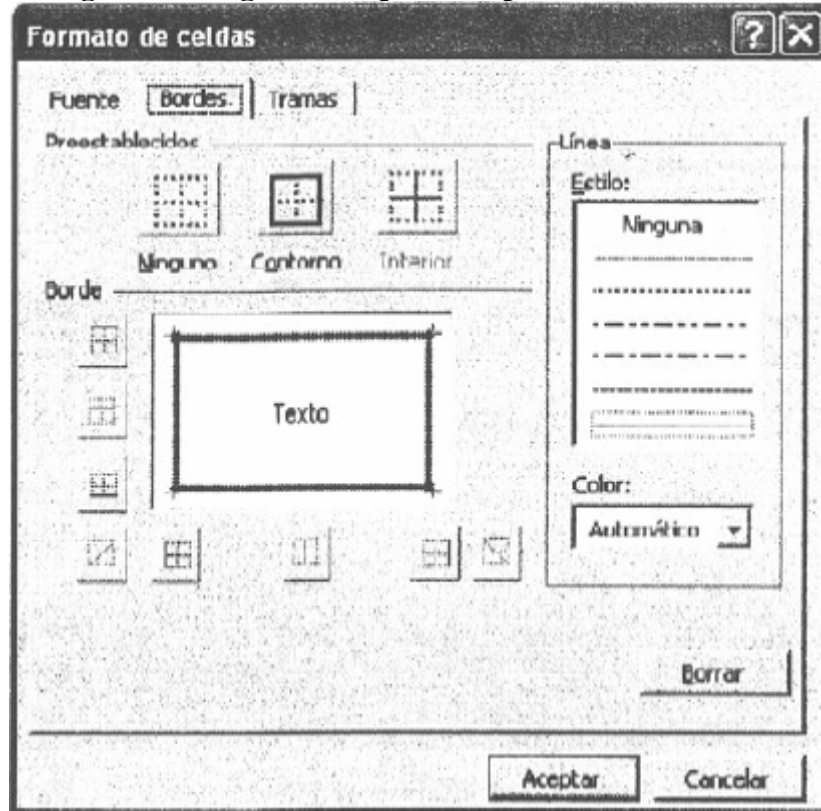 Formato de celdas
Fuente Bordes Tramas
Preestablecidos
Ninguno Contorno Interior
Borde
Texto
Línea
Estilo:
Ninguna
Color:
Automático
Borrar
Aceptar Cancelar